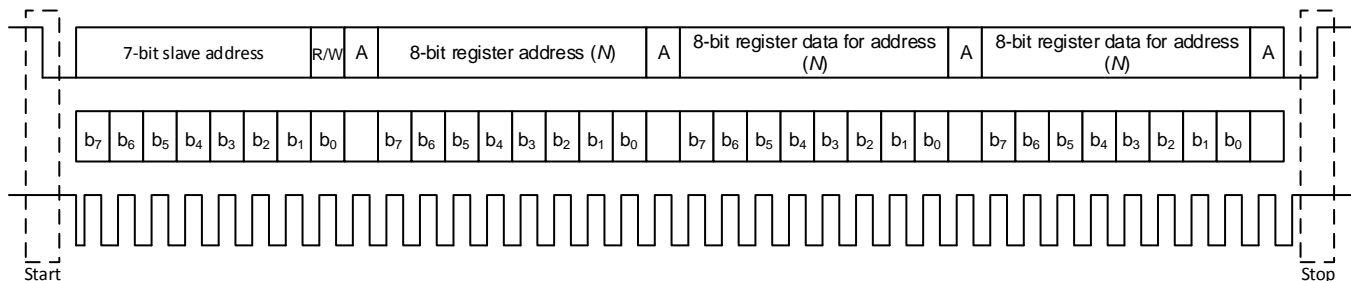 7-bit slave address R/W A 8-bit register address (N) A 8-bit register data for address (N) A 8-bit register data for address (N) A
b7 b6 b5 b4 b3 b2 b1 b0 b7 b6 b5 b4 b3 b2 b1 b0 b7 b6 b5 b4 b3 b2 b1 b0 b7 b6 b5 b4 b3 b2 b1 b0
Start Stop